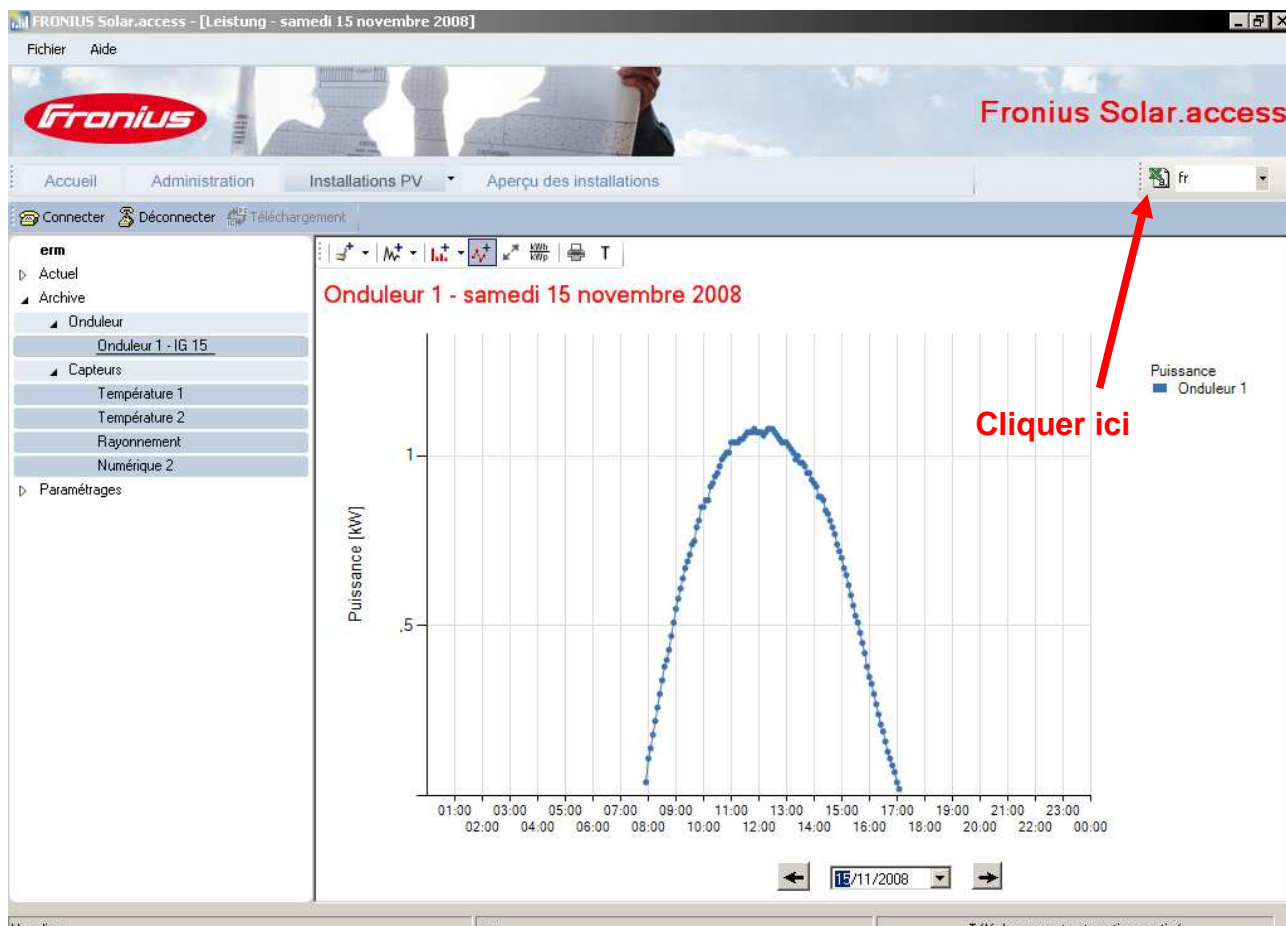 FRONIUS Solar.access - [Leistung - samedi 15 novembre 2008]
Fichier Aide
Fronius
Fronius Solar.access
Accueil Administration Installations PV Aperçu des installations fr
Connecter Déconnecter Téléchargement
erm
Actuel
Archive
Onduleur
Onduleur 1 - IG 15
Capteurs
Température 1
Température 2
Rayonnement
Numérique 2
Paramétrages
kWh
kWp
T
Onduleur 1 - samedi 15 novembre 2008
Puissance
Onduleur 1
Cliquer ici
Puissance [kW]
1
,5
01:00 03:00 05:00 07:00 09:00 11:00 13:00 15:00 17:00 19:00 21:00 23:00
02:00 04:00 06:00 08:00 10:00 12:00 14:00 16:00 18:00 20:00 22:00 00:00
15/11/2008